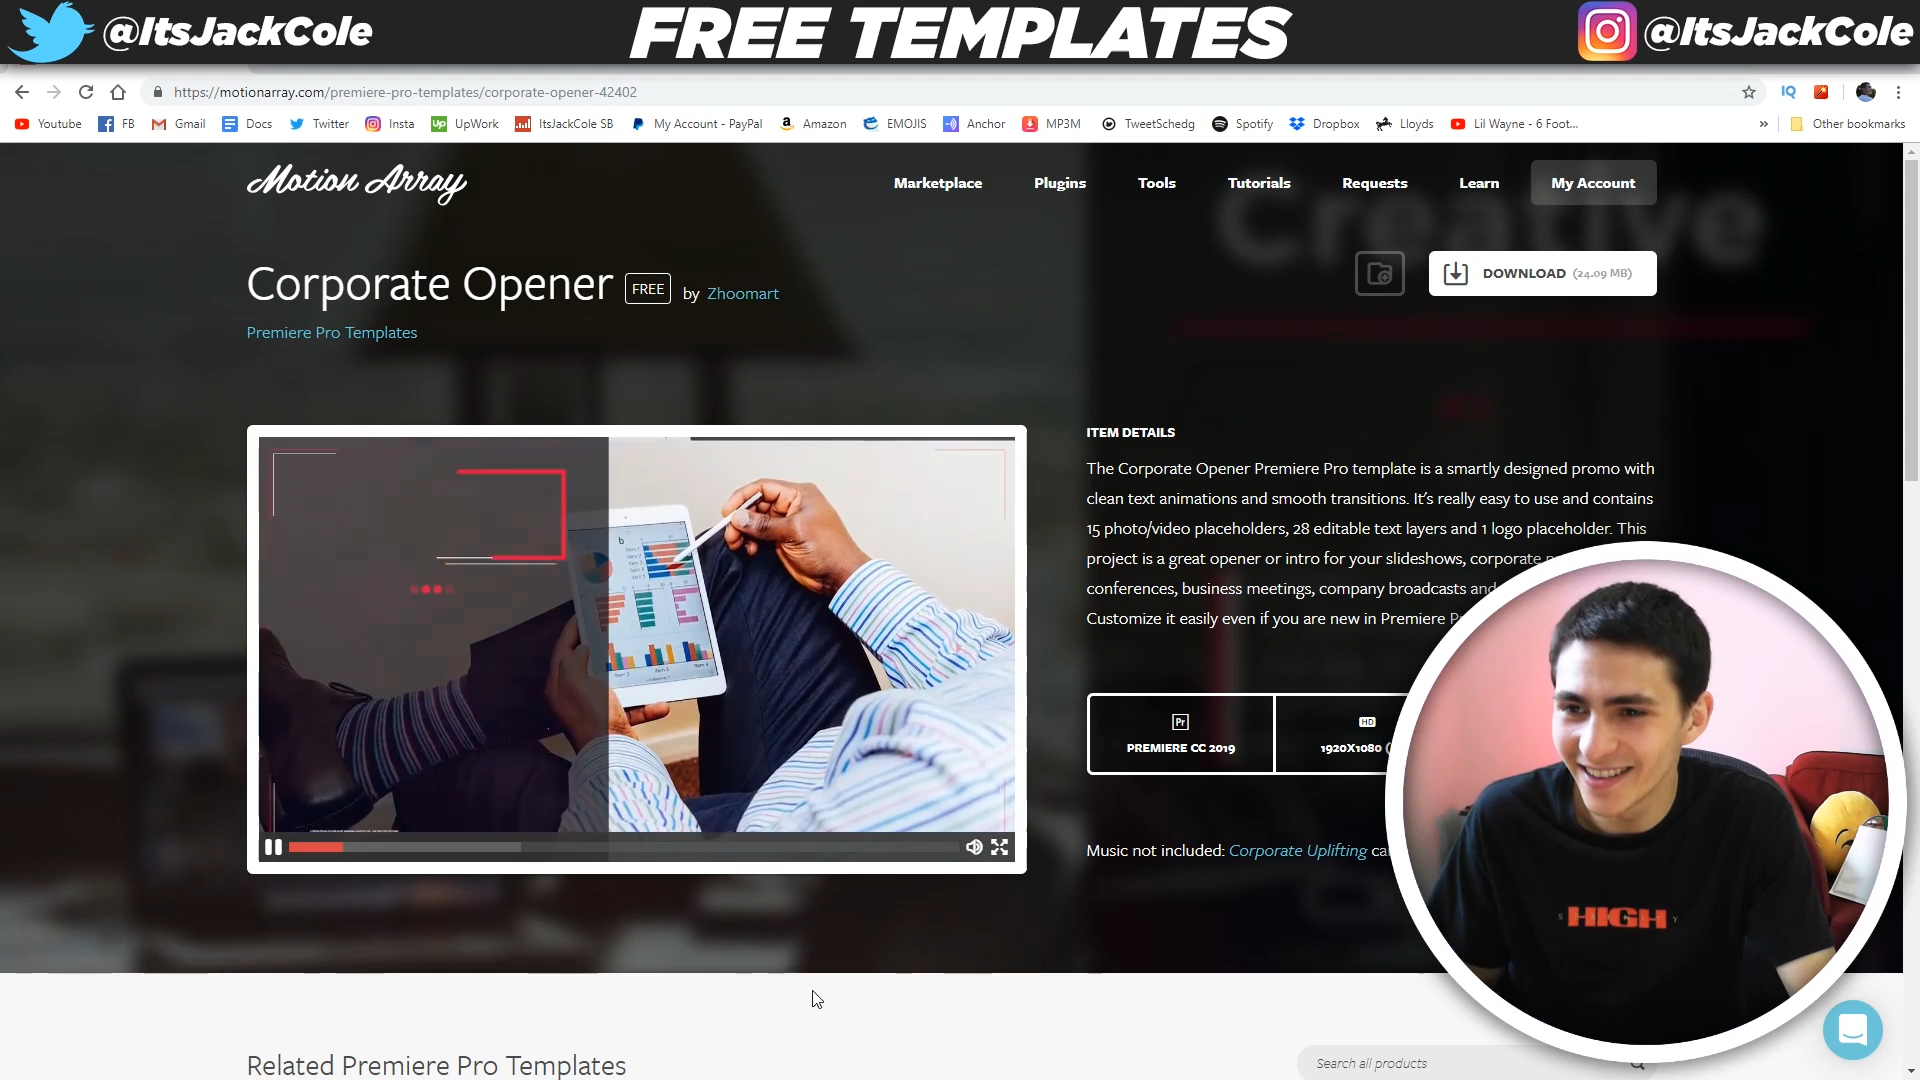 @ItsJackCole
FREE TEMPLATES
@ItsJackCole
https://motionarray.com/premiere-pro-templates/corporate-opener-42402
IQ
Youtube FB Gmail Docs Twitter Insta Up UpWork ItsJackCole SB My Account - PayPal Amazon EMOJIS Anchor MP3M TweetSchedg Spotify Dropbox Lloyds Lil Wayne - 6 Foot... » Other bookmarks
Motion Array
Marketplace Plugins Tools Tutorials Requests Learn My Account
Creative
Corporate Opener FREE by Zhoomart
DOWNLOAD (24.09 MB)
Premiere Pro Templates
ITEM DETAILS
The Corporate Opener Premiere Pro template is a smartly designed promo with
clean text animations and smooth transitions. It's really easy to use and contains
15 photo/video placeholders, 28 editable text layers and 1 logo placeholder. This
project is a great opener or intro for your slideshows, corporate
conferences, business meetings, company broadcasts and
Customize it easily even if you are new in Premiere
Pr
PREMIERE CC 2019
HD
1920X1080
Music not included: Corporate Uplifting
HIGH
Related Premiere Pro Templates
Search all products